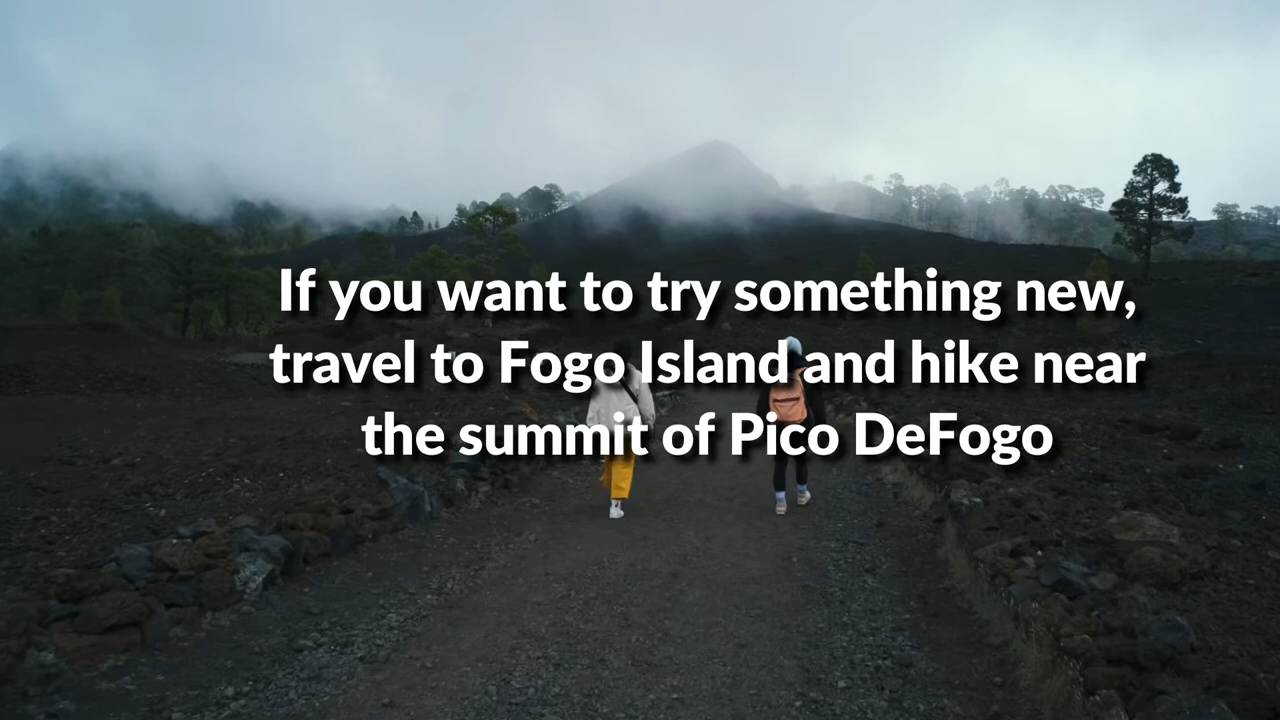 If you want to try something new,
travel to Fogo Island and hike near
the summit of Pico DeFogo